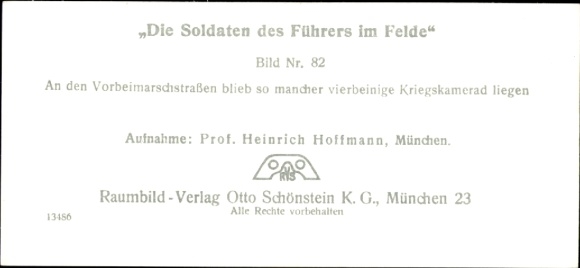 „Die Soldaten des Führers im Felde“
Bild Nr. 82
An den Vorbeimarschstraßen blieb so mancher vierbeinige Kriegskamerad liegen
Aufnahme: Prof. Heinrich Hoffmann, München.
RVS
Raumbild-Verlag Otto Schönstein K. G., München 23
Alle Rechte vorbehalten
13486